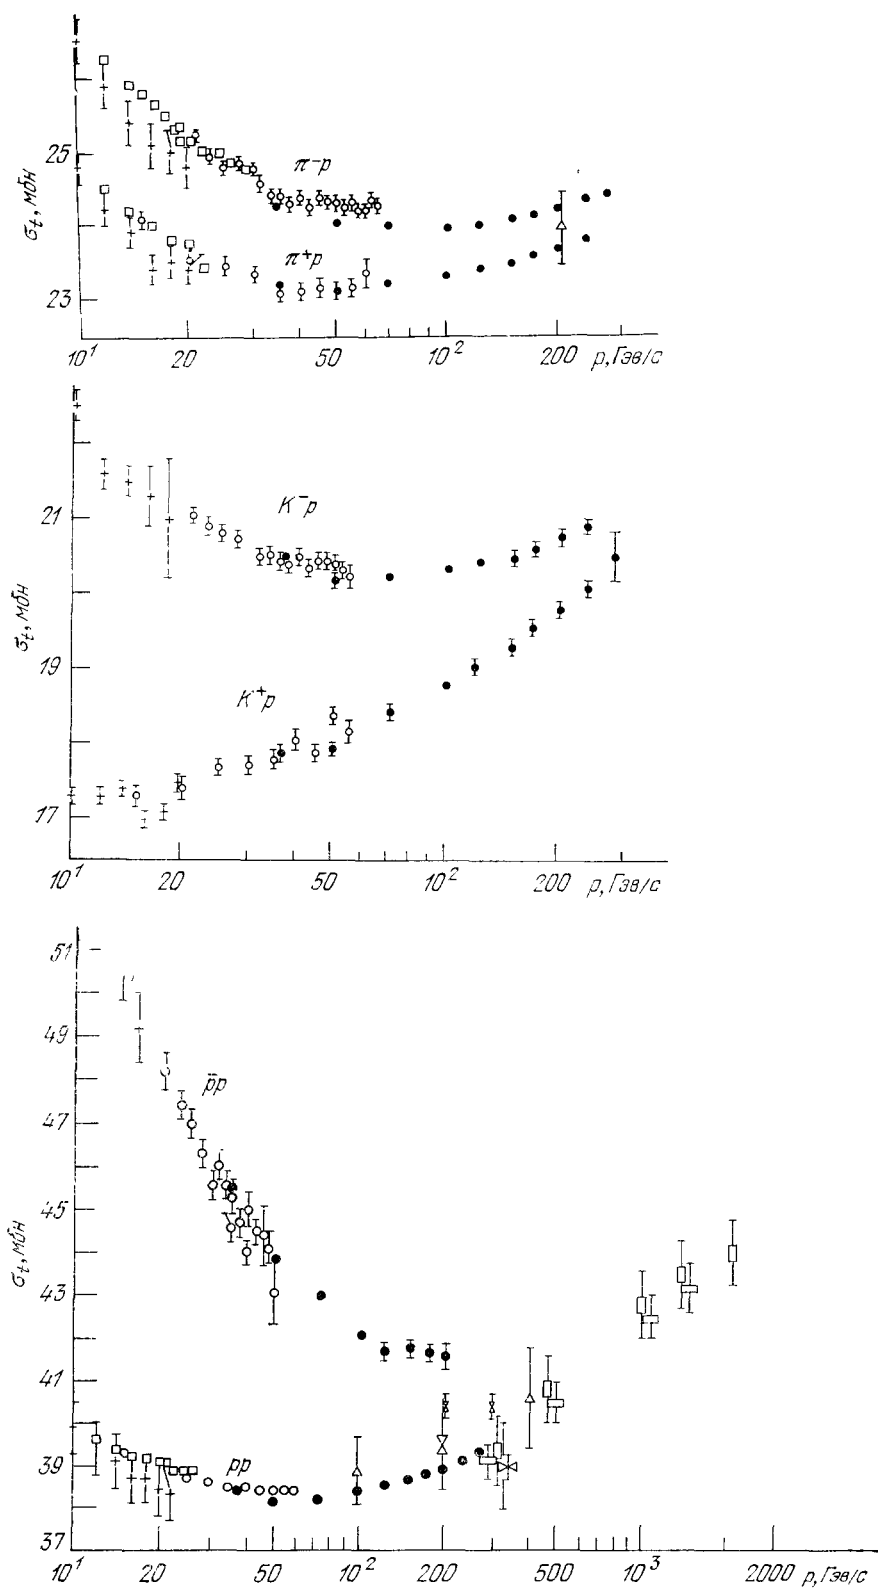 σt, мбн
25
23
π⁻p
π⁺p
10¹ 20 50 10² 200 p, Гэв/с
σt, мбн
21
19
17
K⁻p
K⁺p
10¹ 20 50 10² 200 p, Гэв/с
σt, мбн
51
49
47
45
43
41
39
37
p̄p
pp
10¹ 20 50 10² 200 500 10³ 2000 p, Гэв/с